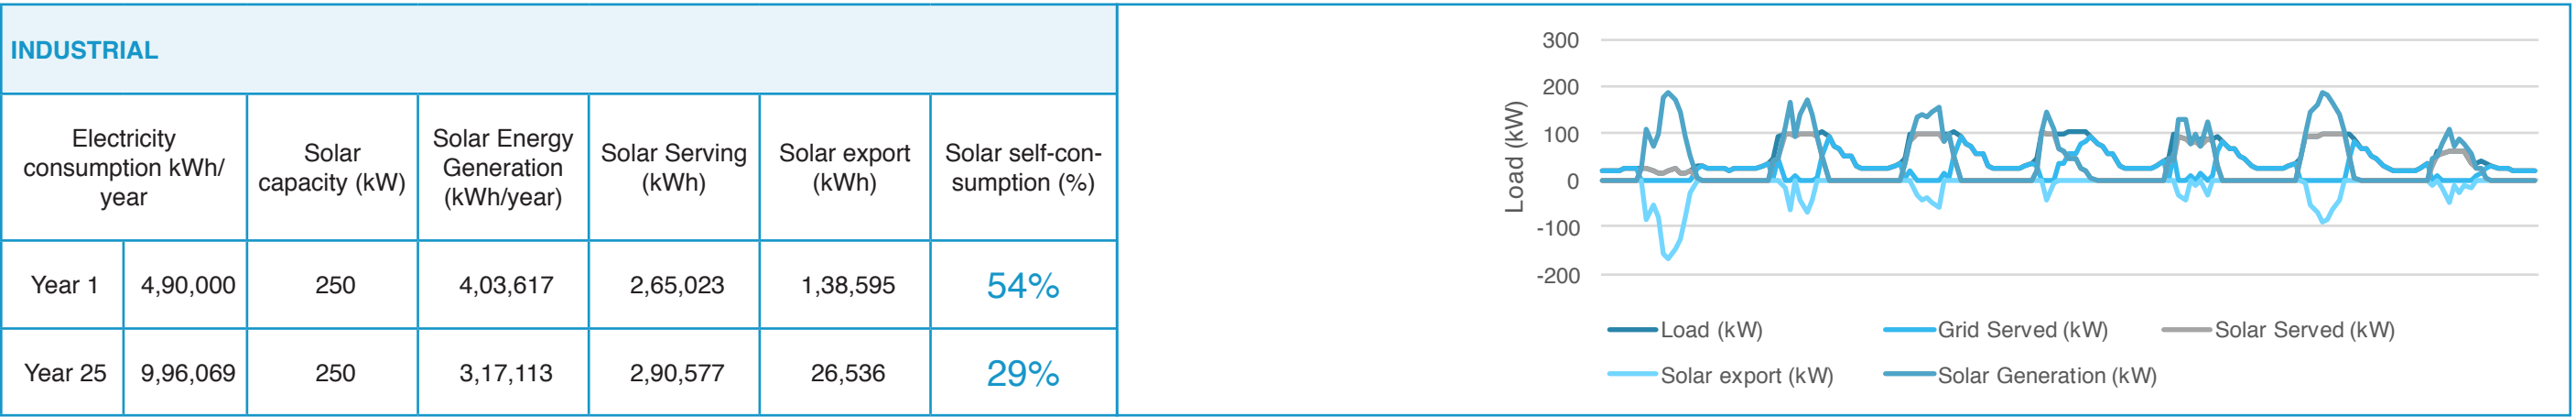 INDUSTRIAL
Electricity
consumption kWh/
year
Solar
capacity (kW)
Solar Energy
Generation
(kWh/year)
Solar Serving
(kWh)
Solar export
(kWh)
Solar self-con-
sumption (%)
Year 1 4,90,000 250 4,03,617 2,65,023 1,38,595 54%
Year 25 9,96,069 250 3,17,113 2,90,577 26,536 29%
Load (kW)
300
200
100
0
-100
-200
Load (kW) Grid Served (kW) Solar Served (kW)
Solar export (kW) Solar Generation (kW)